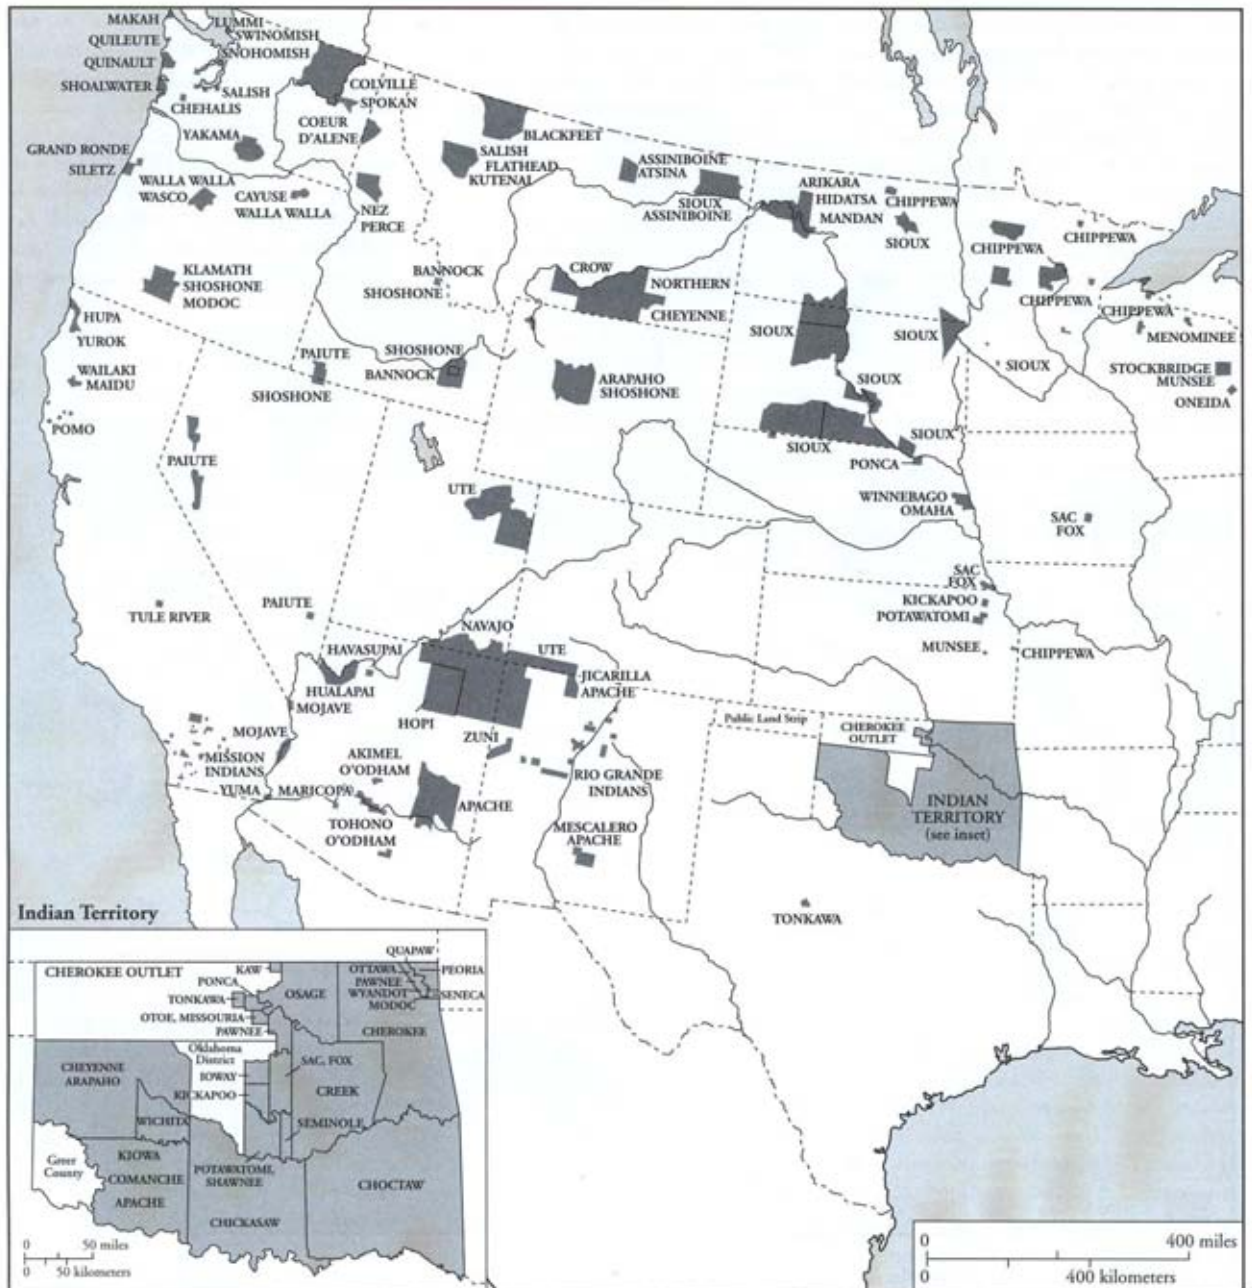 MAKAH
LUMMI
SWINOMISH
QUILEUTE
SNOHOMISH
QUINAULT
SHOALWATER
SALISH
CHEHALIS
COLVILLE
SPOKAN
COEUR
D'ALENE
YAKAMA
BLACKFEET
GRAND RONDE
SILETZ
SALISH
FLATHEAD
KUTENAI
ASSINIBOINE
ATSINA
WALLA WALLA
WASCO
CAYUSE
WALLA WALLA
NEZ
PERCE
SIOUX
ASSINIBOINE
ARIKARA
HIDATSA
MANDAN
CHIPPEWA
SIOUX
CHIPPEWA
CHIPPEWA
CHIPPEWA
CHIPPEWA
MENOMINEE
STOCKBRIDGE
MUNSEE
ONEIDA
KLAMATH
SHOSHONE
MODOC
BANNOCK
SHOSHONE
CROW
NORTHERN
CHEYENNE
SIOUX
SIOUX
SIOUX
HUPA
YUROK
WAILAKI
MAIDU
POMO
PAIUTE
SHOSHONE
SHOSHONE
BANNOCK
ARAPAHO
SHOSHONE
SIOUX
SIOUX
SIOUX
PONCA
PAIUTE
UTE
WINNEBAGO
OMAHA
SAC
FOX
SAC
FOX
KICKAPOO
POTAWATOMI
MUNSEE
CHIPPEWA
TULE RIVER
PAIUTE
NAVAJO
HAVASUPAI
UTE
JICARILLA
APACHE
HUALAPAI
MOJAVE
HOPI
ZUNI
MOJAVE
MISSION
INDIANS
YUMA
AKIMEL
O'ODHAM
MARICOPA
TOHONO
O'ODHAM
APACHE
RIO GRANDE
INDIANS
MESCALERO
APACHE
Public Land Strip
CHEROKEE
OUTLET
INDIAN
TERRITORY
(see inset)
TONKAWA
Indian Territory
CHEROKEE OUTLET
KAW
PONCA
TONKAWA
OTOE, MISSOURIA
PAWNEE
OSAGE
QUAPAW
OTTAWA
PEORIA
PAWNEE
WYANDOT
SENECA
MODOC
CHEROKEE
Oklahoma
District
IOWAY
KICKAPOO
SAC, FOX
CREEK
SEMINOLE
CHEYENNE
ARAPAHO
WICHITA
Greer
County
KIOWA
COMANCHE
APACHE
POTAWATOMI,
SHAWNEE
CHICKASAW
CHOCTAW
0 50 miles
0 50 kilometers
0 400 miles
0 400 kilometers